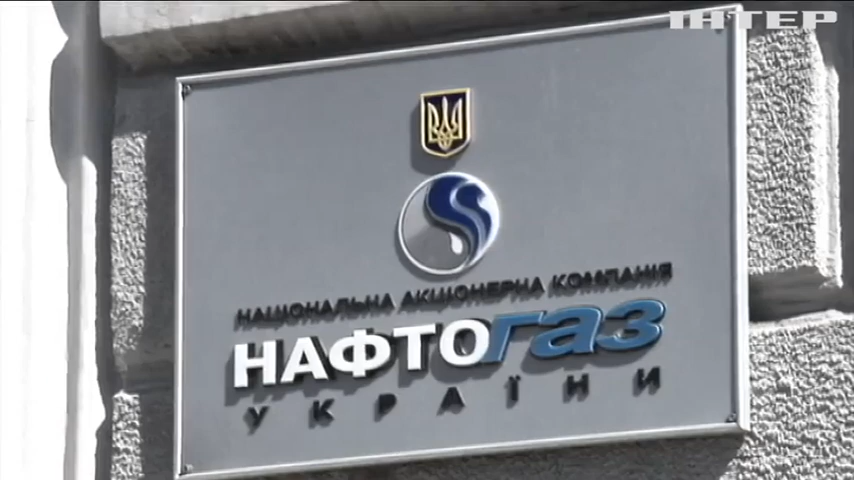 ІНТЕР
НАЦІОНАЛЬНА АКЦІОНЕРНА КОМПАНІЯ
НАФТОгаз
УКРАЇНИ